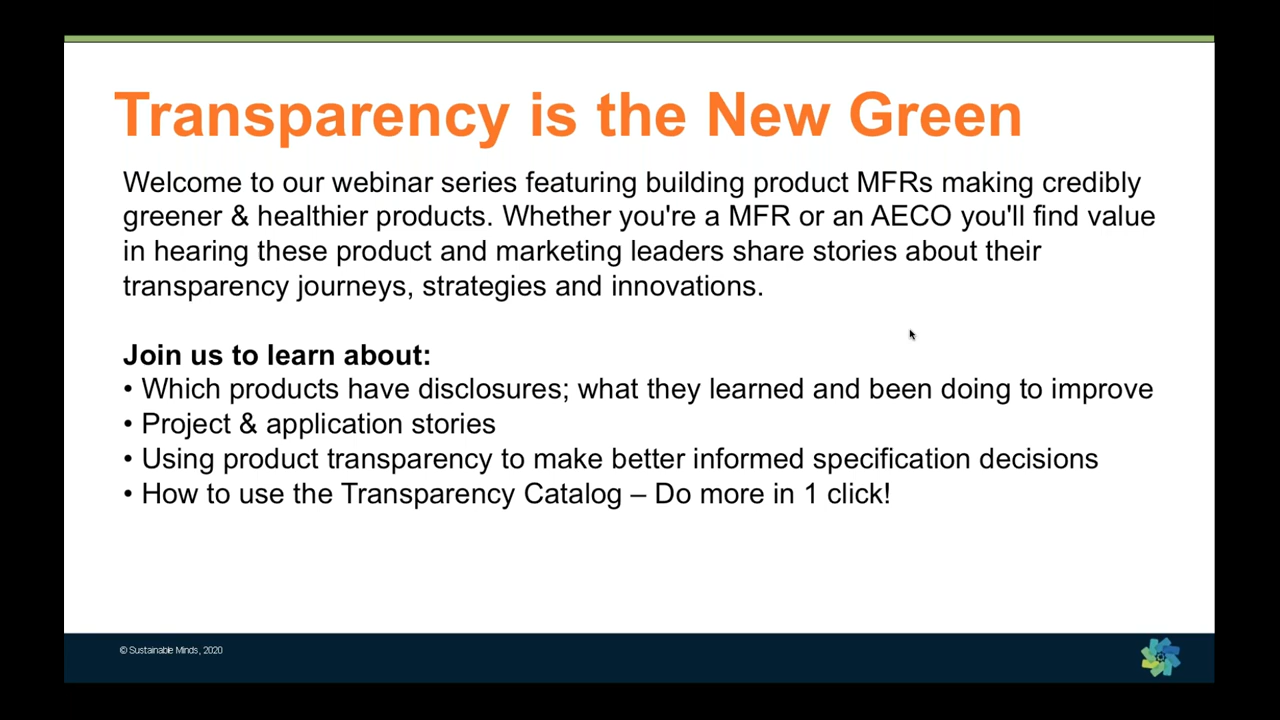 Transparency is the New Green
Welcome to our webinar series featuring building product MFRs making credibly
greener & healthier products. Whether you're a MFR or an AECO you'll find value
in hearing these product and marketing leaders share stories about their
transparency journeys, strategies and innovations.
Join us to learn about:
• Which products have disclosures; what they learned and been doing to improve
• Project & application stories
• Using product transparency to make better informed specification decisions
• How to use the Transparency Catalog – Do more in 1 click!
© Sustainable Minds, 2020